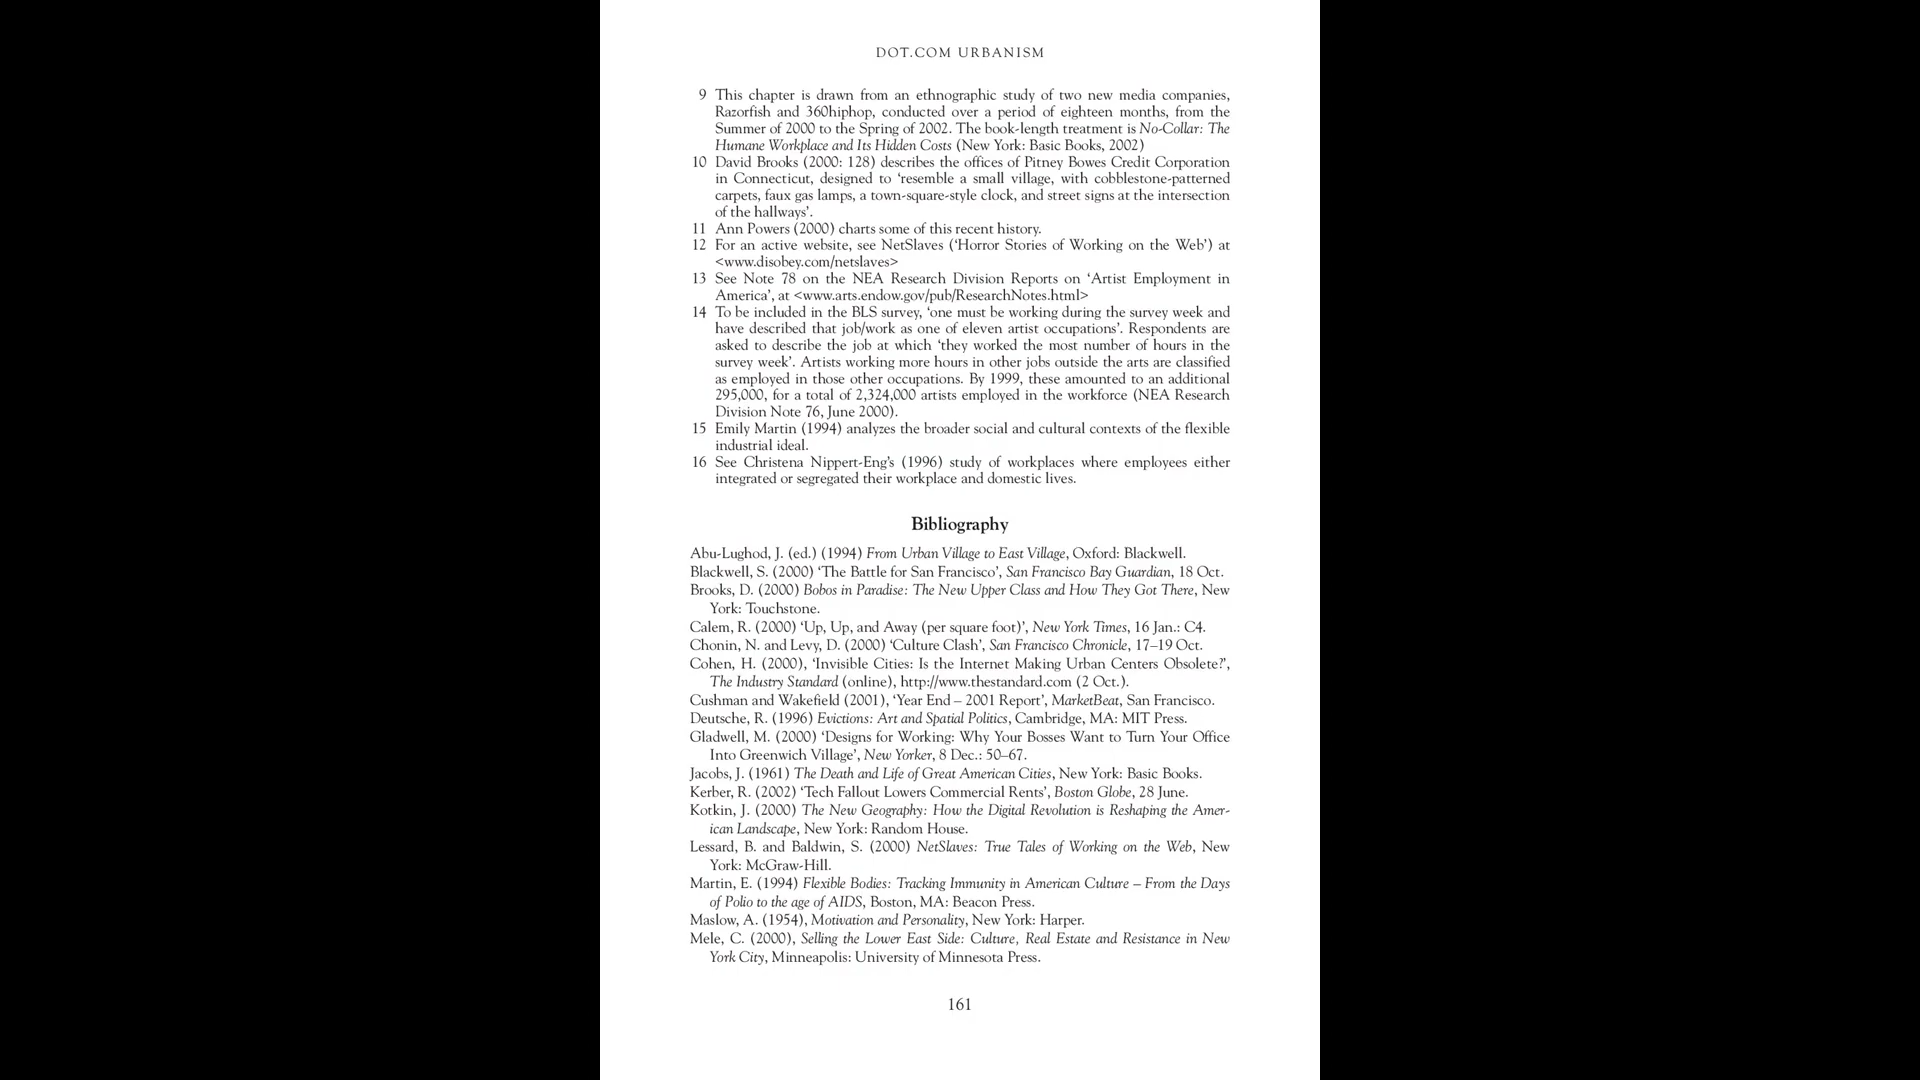 DOT.COM URBANISM
9 This chapter is drawn from an ethnographic study of two new media companies,
Razorfish and 360hiphop, conducted over a period of eighteen months, from the
Summer of 2000 to the Spring of 2002. The book-length treatment is No-Collar: The
Humane Workplace and Its Hidden Costs (New York: Basic Books, 2002)
10 David Brooks (2000: 128) describes the offices of Pitney Bowes Credit Corporation
in Connecticut, designed to ‘resemble a small village, with cobblestone-patterned
carpets, faux gas lamps, a town-square-style clock, and street signs at the intersection
of the hallways’.
11 Ann Powers (2000) charts some of this recent history.
12 For an active website, see NetSlaves (‘Horror Stories of Working on the Web’) at
<www.disobey.com/netslaves>
13 See Note 78 on the NEA Research Division Reports on ‘Artist Employment in
America’, at <www.arts.endow.gov/pub/ResearchNotes.html>
14 To be included in the BLS survey, ‘one must be working during the survey week and
have described that job/work as one of eleven artist occupations’. Respondents are
asked to describe the job at which ‘they worked the most number of hours in the
survey week’. Artists working more hours in other jobs outside the arts are classified
as employed in those other occupations. By 1999, these amounted to an additional
295,000, for a total of 2,324,000 artists employed in the workforce (NEA Research
Division Note 76, June 2000).
15 Emily Martin (1994) analyzes the broader social and cultural contexts of the flexible
industrial ideal.
16 See Christena Nippert-Eng’s (1996) study of workplaces where employees either
integrated or segregated their workplace and domestic lives.
Bibliography
Abu-Lughod, J. (ed.) (1994) From Urban Village to East Village, Oxford: Blackwell.
Blackwell, S. (2000) ‘The Battle for San Francisco’, San Francisco Bay Guardian, 18 Oct.
Brooks, D. (2000) Bobos in Paradise: The New Upper Class and How They Got There, New
York: Touchstone.
Calem, R. (2000) ‘Up, Up, and Away (per square foot)’, New York Times, 16 Jan.: C4.
Chonin, N. and Levy, D. (2000) ‘Culture Clash’, San Francisco Chronicle, 17–19 Oct.
Cohen, H. (2000), ‘Invisible Cities: Is the Internet Making Urban Centers Obsolete?’,
The Industry Standard (online), http://www.thestandard.com (2 Oct.).
Cushman and Wakefield (2001), ‘Year End – 2001 Report’, MarketBeat, San Francisco.
Deutsche, R. (1996) Evictions: Art and Spatial Politics, Cambridge, MA: MIT Press.
Gladwell, M. (2000) ‘Designs for Working: Why Your Bosses Want to Turn Your Office
Into Greenwich Village’, New Yorker, 8 Dec.: 50–67.
Jacobs, J. (1961) The Death and Life of Great American Cities, New York: Basic Books.
Kerber, R. (2002) ‘Tech Fallout Lowers Commercial Rents’, Boston Globe, 28 June.
Kotkin, J. (2000) The New Geography: How the Digital Revolution is Reshaping the Amer-
ican Landscape, New York: Random House.
Lessard, B. and Baldwin, S. (2000) NetSlaves: True Tales of Working on the Web, New
York: McGraw-Hill.
Martin, E. (1994) Flexible Bodies: Tracking Immunity in American Culture – From the Days
of Polio to the age of AIDS, Boston, MA: Beacon Press.
Maslow, A. (1954), Motivation and Personality, New York: Harper.
Mele, C. (2000), Selling the Lower East Side: Culture, Real Estate and Resistance in New
York City, Minneapolis: University of Minnesota Press.
161